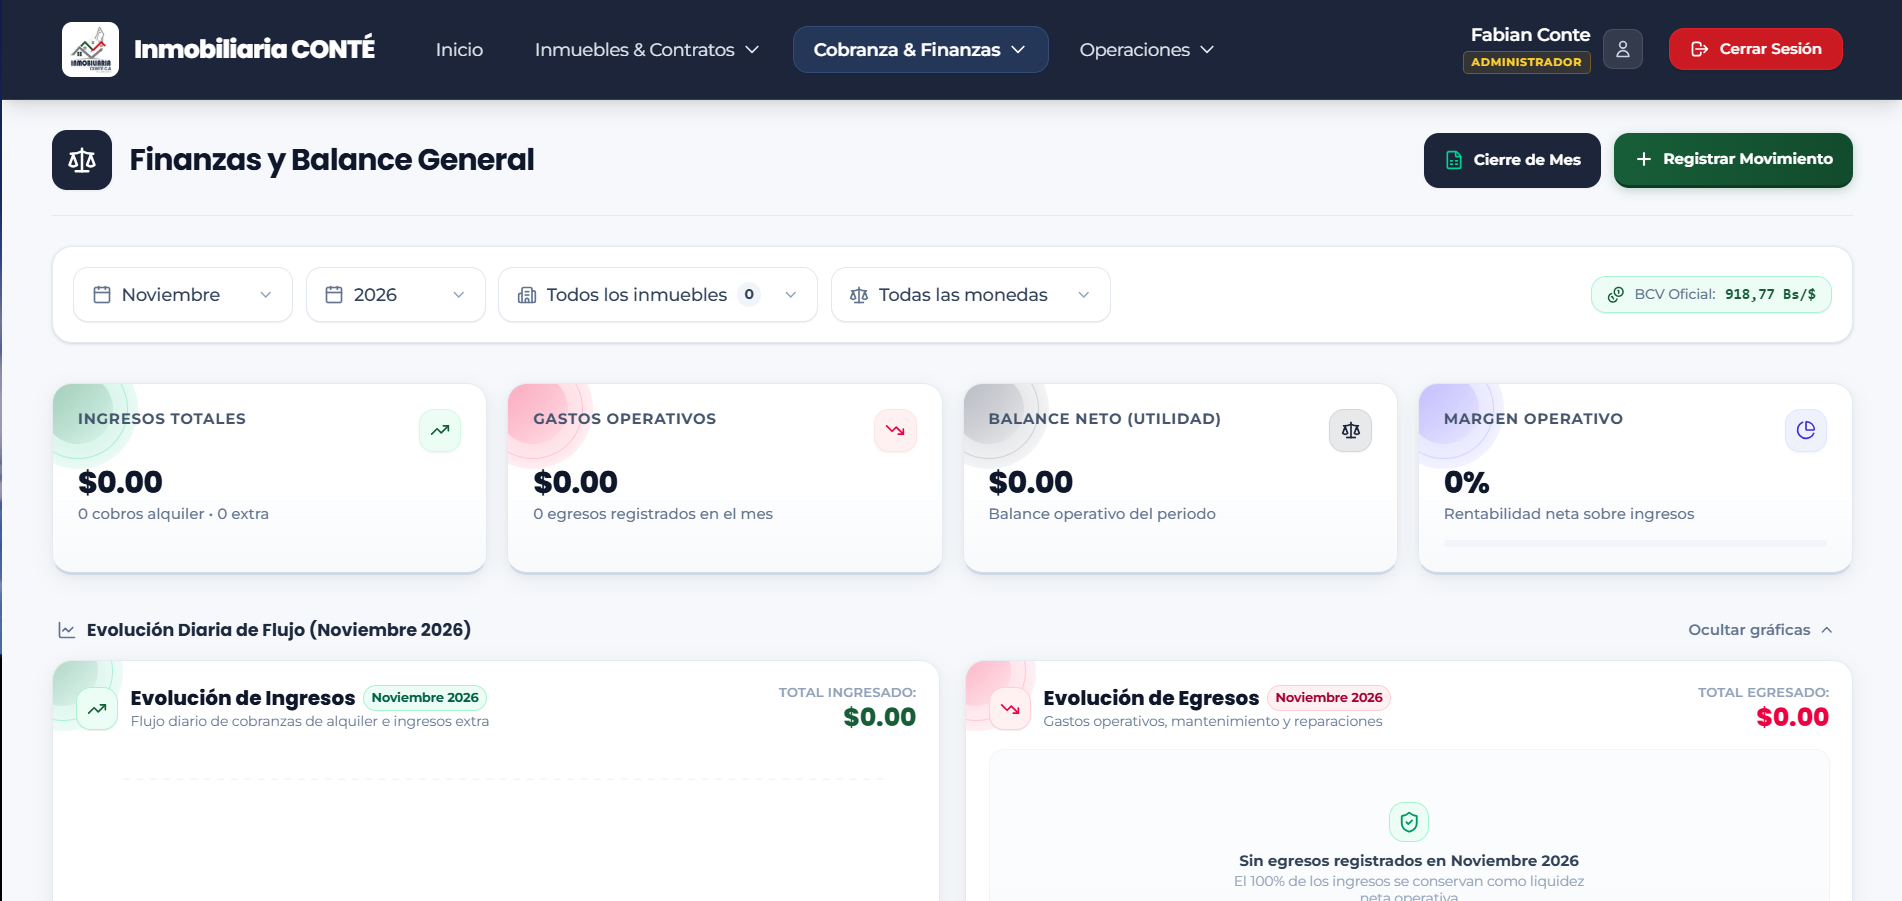 Inmobiliaria CONTÉ
INMOBILIARIA
Inicio
Inmuebles & Contratos
Cobranza & Finanzas
Operaciones
Fabian Conte
ADMINISTRADOR
Cerrar Sesión
Finanzas y Balance General
Cierre de Mes
Registrar Movimiento
Noviembre
2026
Todos los inmuebles 0
Todas las monedas
BCV Oficial: 918,77 Bs/$
INGRESOS TOTALES
$0.00
0 cobros alquiler • 0 extra
GASTOS OPERATIVOS
$0.00
0 egresos registrados en el mes
BALANCE NETO (UTILIDAD)
$0.00
Balance operativo del periodo
MARGEN OPERATIVO
0%
Rentabilidad neta sobre ingresos
Evolución Diaria de Flujo (Noviembre 2026)
Ocultar gráficas
Evolución de Ingresos Noviembre 2026
Flujo diario de cobranzas de alquiler e ingresos extra
TOTAL INGRESADO:
$0.00
Evolución de Egresos Noviembre 2026
Gastos operativos, mantenimiento y reparaciones
TOTAL EGRESADO:
$0.00
Sin egresos registrados en Noviembre 2026
El 100% de los ingresos se conservan como liquidez
neta operativa